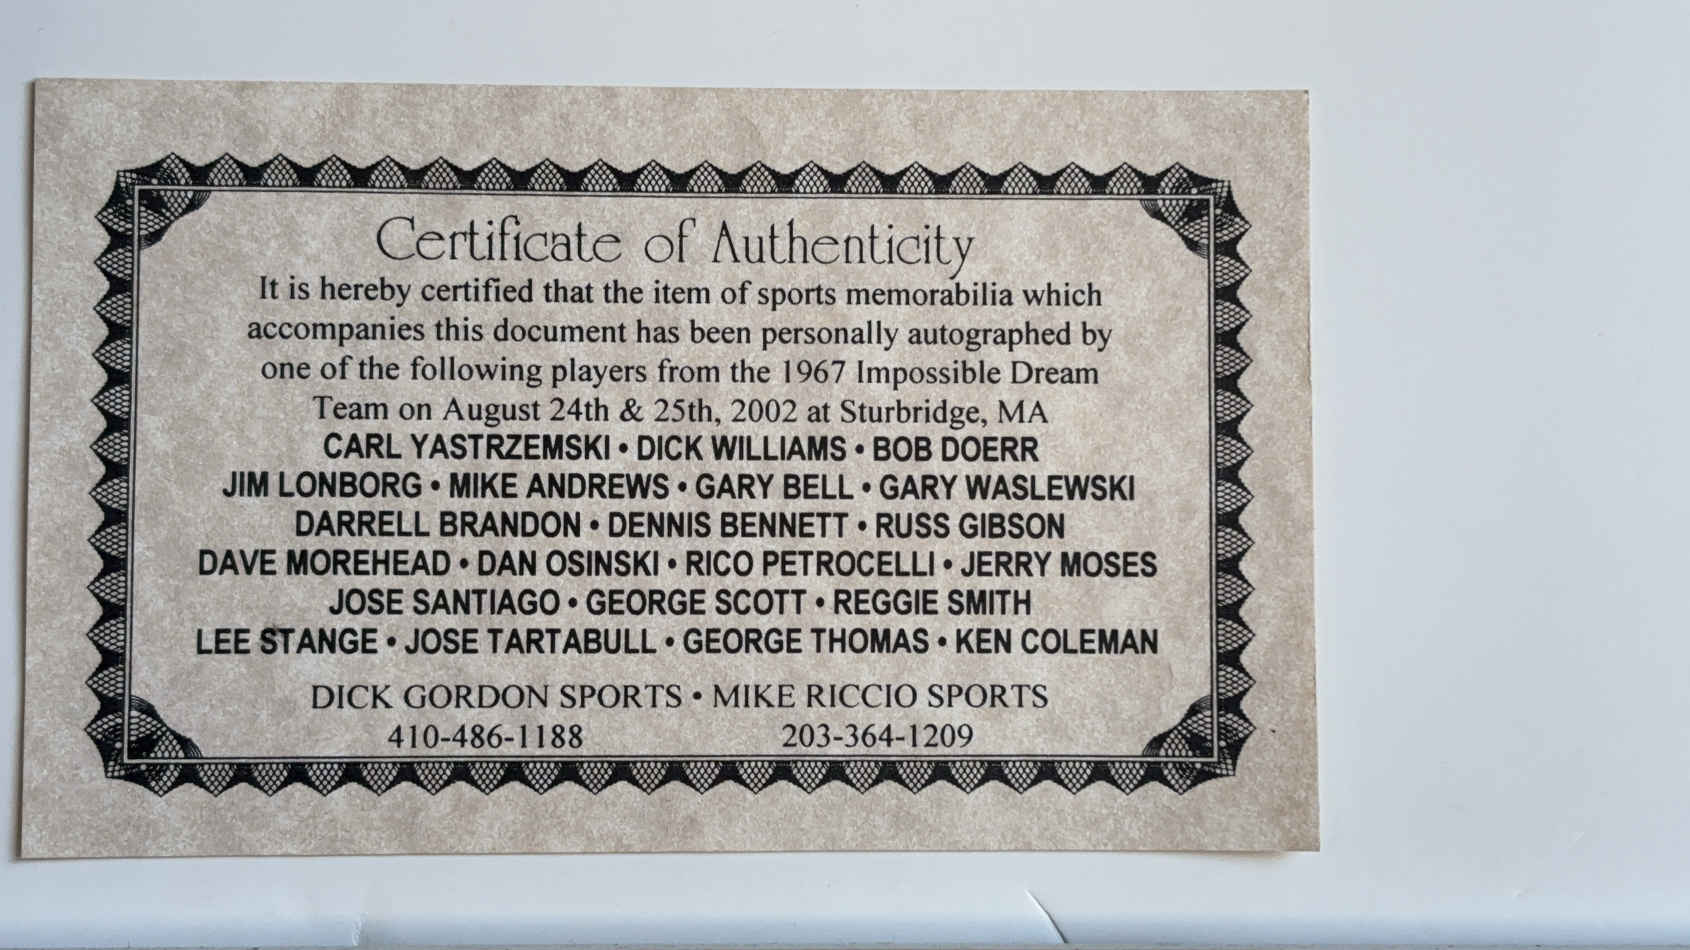 Certificate of Authenticity
It is hereby certified that the item of sports memorabilia which
accompanies this document has been personally autographed by
one of the following players from the 1967 Impossible Dream
Team on August 24th & 25th, 2002 at Sturbridge, MA
CARL YASTRZEMSKI • DICK WILLIAMS • BOB DOERR
JIM LONBORG • MIKE ANDREWS • GARY BELL • GARY WASLEWSKI
DARRELL BRANDON • DENNIS BENNETT • RUSS GIBSON
DAVE MOREHEAD • DAN OSINSKI • RICO PETROCELLI • JERRY MOSES
JOSE SANTIAGO • GEORGE SCOTT • REGGIE SMITH
LEE STANGE • JOSE TARTABULL • GEORGE THOMAS • KEN COLEMAN
DICK GORDON SPORTS • MIKE RICCIO SPORTS
410-486-1188 203-364-1209